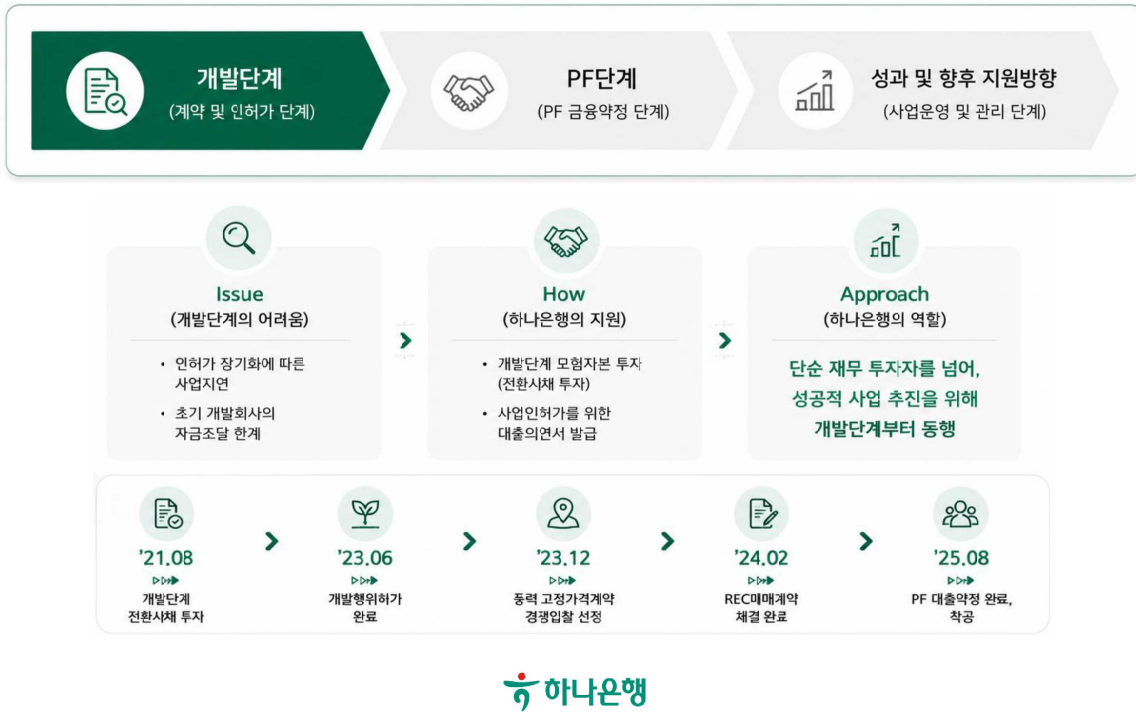 개발단계
(계약 및 인허가 단계)
PF단계
(PF 금융약정 단계)
성과 및 향후 지원방향
(사업운영 및 관리 단계)
Issue
(개발단계의 어려움)
• 인허가 장기화에 따른
사업지연
• 초기 개발회사의
자금조달 한계
How
(하나은행의 지원)
• 개발단계 모험자본 투자
(전환사채 투자)
• 사업인허가를 위한
대출의연서 발급
Approach
(하나은행의 역할)
단순 재무 투자자를 넘어,
성공적 사업 추진을 위해
개발단계부터 동행
'21.08
개발단계
전환사채 투자
'23.06
개발행위허가
완료
'23.12
풍력 고정가격계약
경쟁입찰 선정
'24.02
REC매매계약
체결 완료
'25.08
PF 대출약정 완료,
착공
하나은행